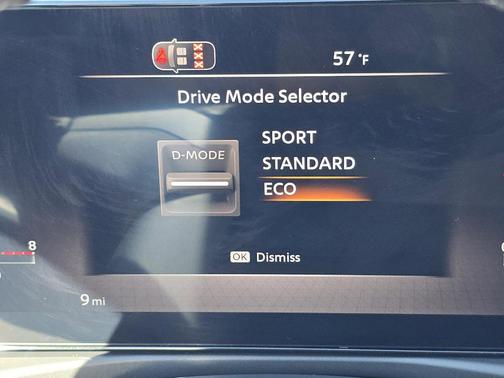 57 °F
Drive Mode Selector
D-MODE
SPORT
STANDARD
ECO
OK Dismiss
8
9 mi